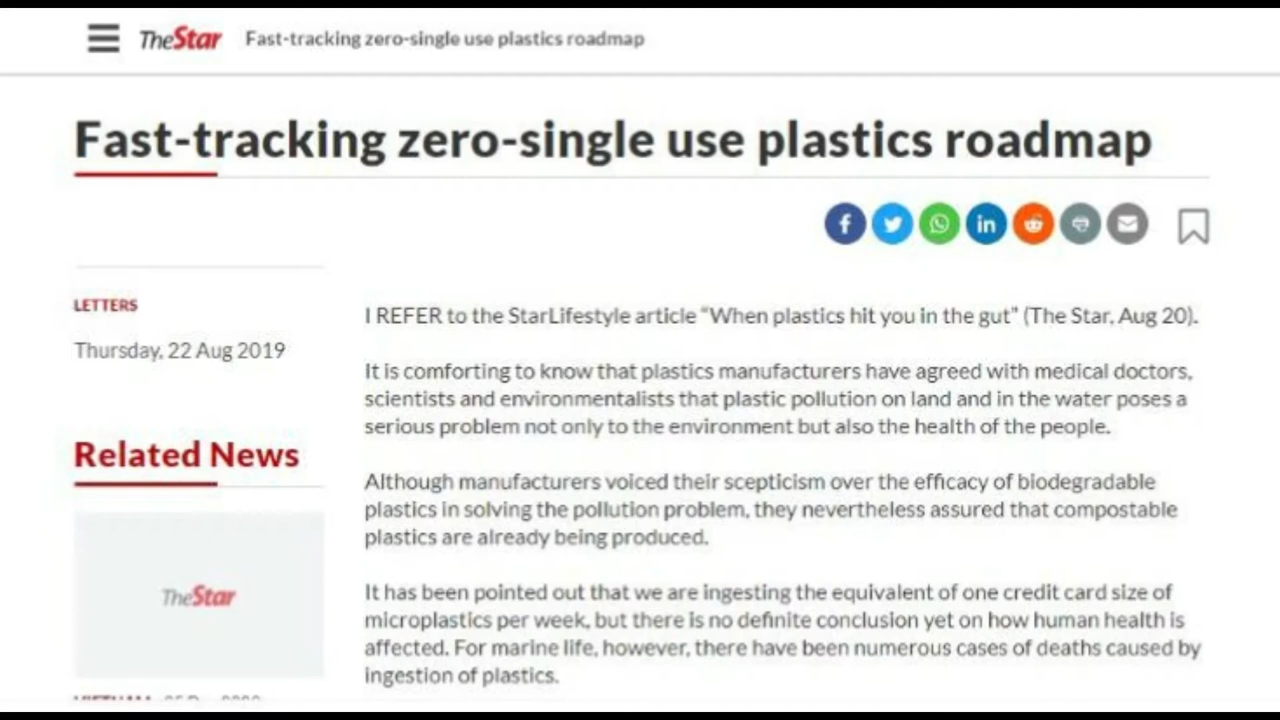 TheStar Fast-tracking zero-single use plastics roadmap
Fast-tracking zero-single use plastics roadmap
LETTERS
Thursday, 22 Aug 2019
Related News
TheStar
I REFER to the StarLifestyle article “When plastics hit you in the gut” (The Star, Aug 20).
It is comforting to know that plastics manufacturers have agreed with medical doctors,
scientists and environmentalists that plastic pollution on land and in the water poses a
serious problem not only to the environment but also the health of the people.
Although manufacturers voiced their scepticism over the efficacy of biodegradable
plastics in solving the pollution problem, they nevertheless assured that compostable
plastics are already being produced.
It has been pointed out that we are ingesting the equivalent of one credit card size of
microplastics per week, but there is no definite conclusion yet on how human health is
affected. For marine life, however, there have been numerous cases of deaths caused by
ingestion of plastics.